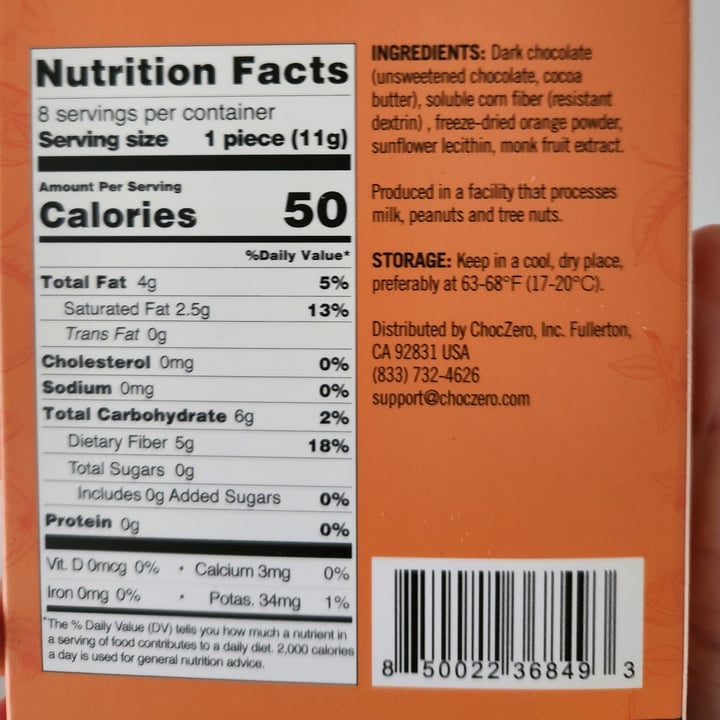 Nutrition Facts
8 servings per container
Serving size 1 piece (11g)
Amount Per Serving
Calories 50
%Daily Value*
Total Fat 4g 5%
Saturated Fat 2.5g 13%
Trans Fat 0g
Cholesterol 0mg 0%
Sodium 0mg 0%
Total Carbohydrate 6g 2%
Dietary Fiber 5g 18%
Total Sugars 0g
Includes 0g Added Sugars 0%
Protein 0g 0%
Vit. D 0mcg 0% • Calcium 3mg 0%
Iron 0mg 0% • Potas. 34mg 1%
*The % Daily Value (DV) tells you how much a nutrient in
a serving of food contributes to a daily diet. 2,000 calories
a day is used for general nutrition advice.
INGREDIENTS: Dark chocolate
(unsweetened chocolate, cocoa
butter), soluble corn fiber (resistant
dextrin) , freeze-dried orange powder,
sunflower lecithin, monk fruit extract.
Produced in a facility that processes
milk, peanuts and tree nuts.
STORAGE: Keep in a cool, dry place,
preferably at 63-68°F (17-20°C).
Distributed by ChocZero, Inc. Fullerton,
CA 92831 USA
(833) 732-4626
support@choczero.com
8 50022 36849 3